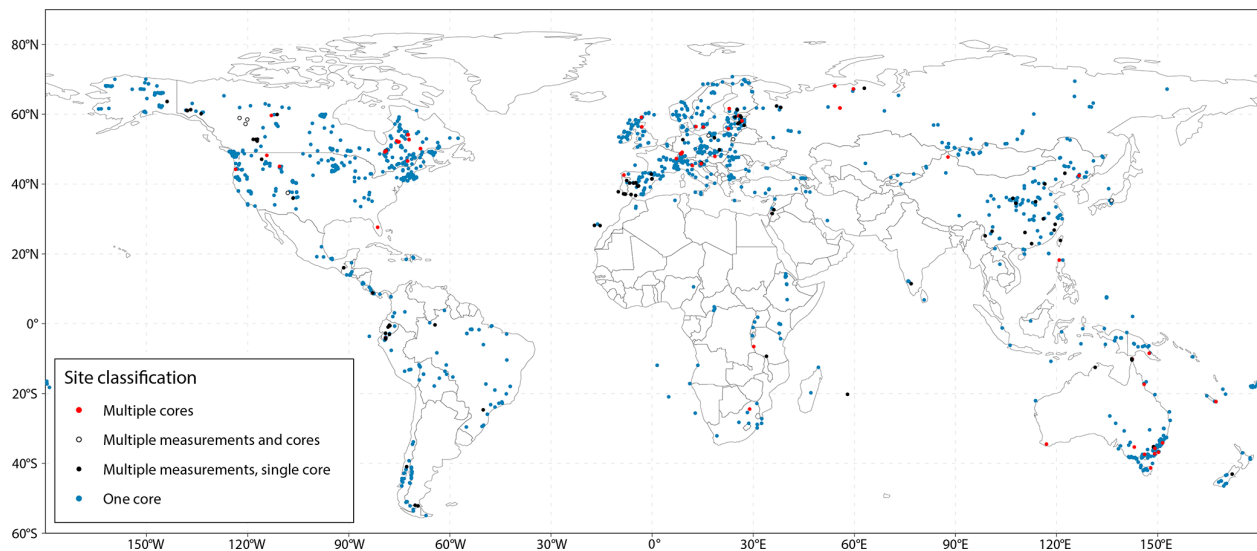 80°N
60°N
40°N
20°N
0°
20°S
40°S
60°S
Site classification
Multiple cores
Multiple measurements and cores
Multiple measurements, single core
One core
150°W 120°W 90°W 60°W 30°W 0° 30°E 60°E 90°E 120°E 150°E